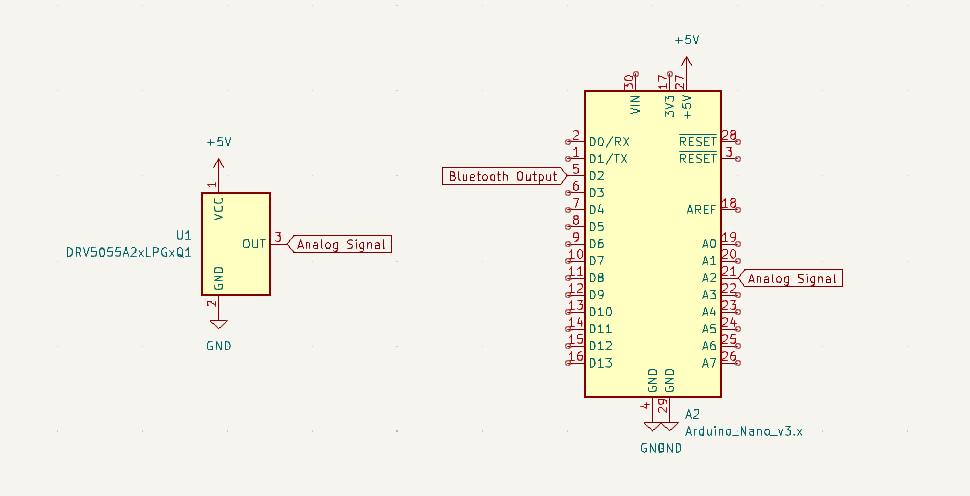 +5V
1
VCC
U1
DRV5055A2xLPGxQ1
OUT
3
Analog Signal
GND
2
GND
+5V
30
17
27
VIN
3V3
+5V
2
D0/RX
RESET
28
1
D1/TX
RESET
3
Bluetooth Output
5
D2
6
D3
7
D4
AREF
18
8
D5
9
D6
A0
19
10
D7
A1
20
11
D8
A2
21
Analog Signal
12
D9
A3
22
13
D10
A4
23
14
D11
A5
24
15
D12
A6
25
16
D13
A7
26
GND
GND
4
29
A2
Arduino_Nano_v3.x
GND
GND